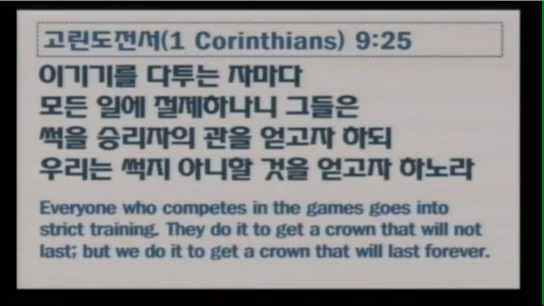 고린도전서(1 Corinthians) 9:25
이기기를 다투는 자마다
모든 일에 절제하나니 그들은
썩을 승리자의 관을 얻고자 하되
우리는 썩지 아니할 것을 얻고자 하노라
Everyone who competes in the games goes into
strict training. They do it to get a crown that will not
last; but we do it to get a crown that will last forever.